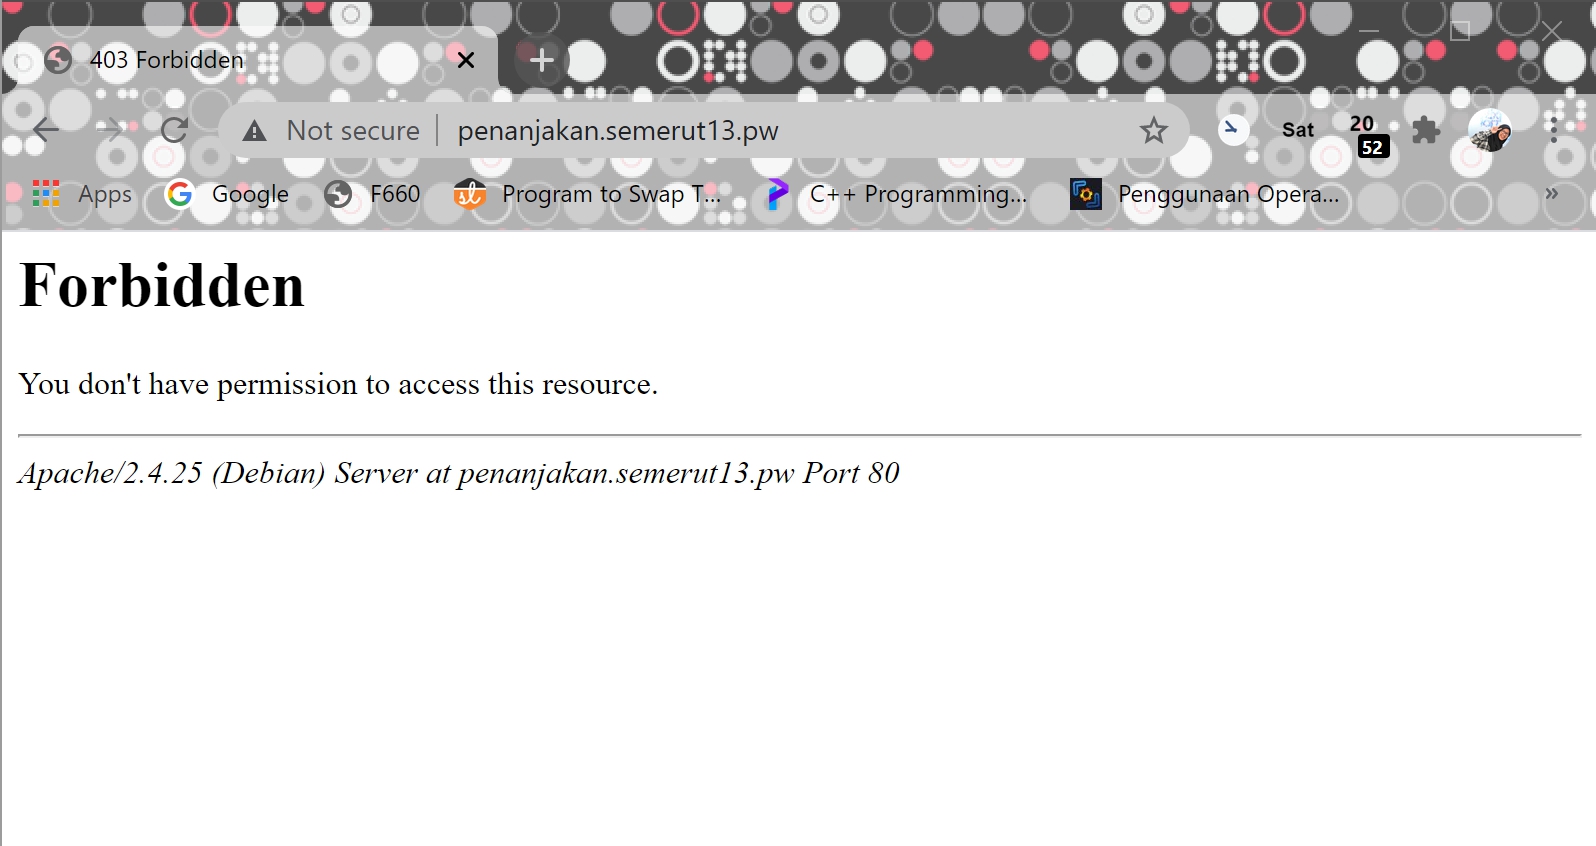 403 Forbidden
Not secure penanjakan.semerut13.pw
Sat 20
52
Apps Google F660 Program to Swap T... C++ Programming... Penggunaan Opera... »
Forbidden
You don't have permission to access this resource.
Apache/2.4.25 (Debian) Server at penanjakan.semerut13.pw Port 80